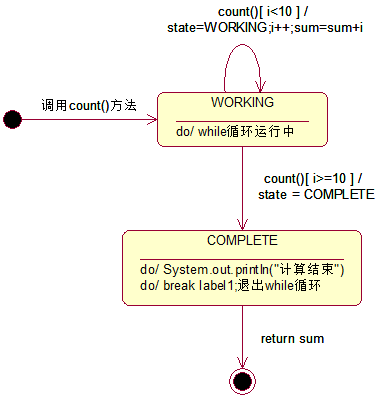 count()[ i<10 ] /
state=WORKING;i++;sum=sum+i
调用count()方法
WORKING
do/ while循环运行中
count()[ i>=10 ] /
state = COMPLETE
COMPLETE
do/ System.out.println("计算结束")
do/ break label1;退出while循环
return sum